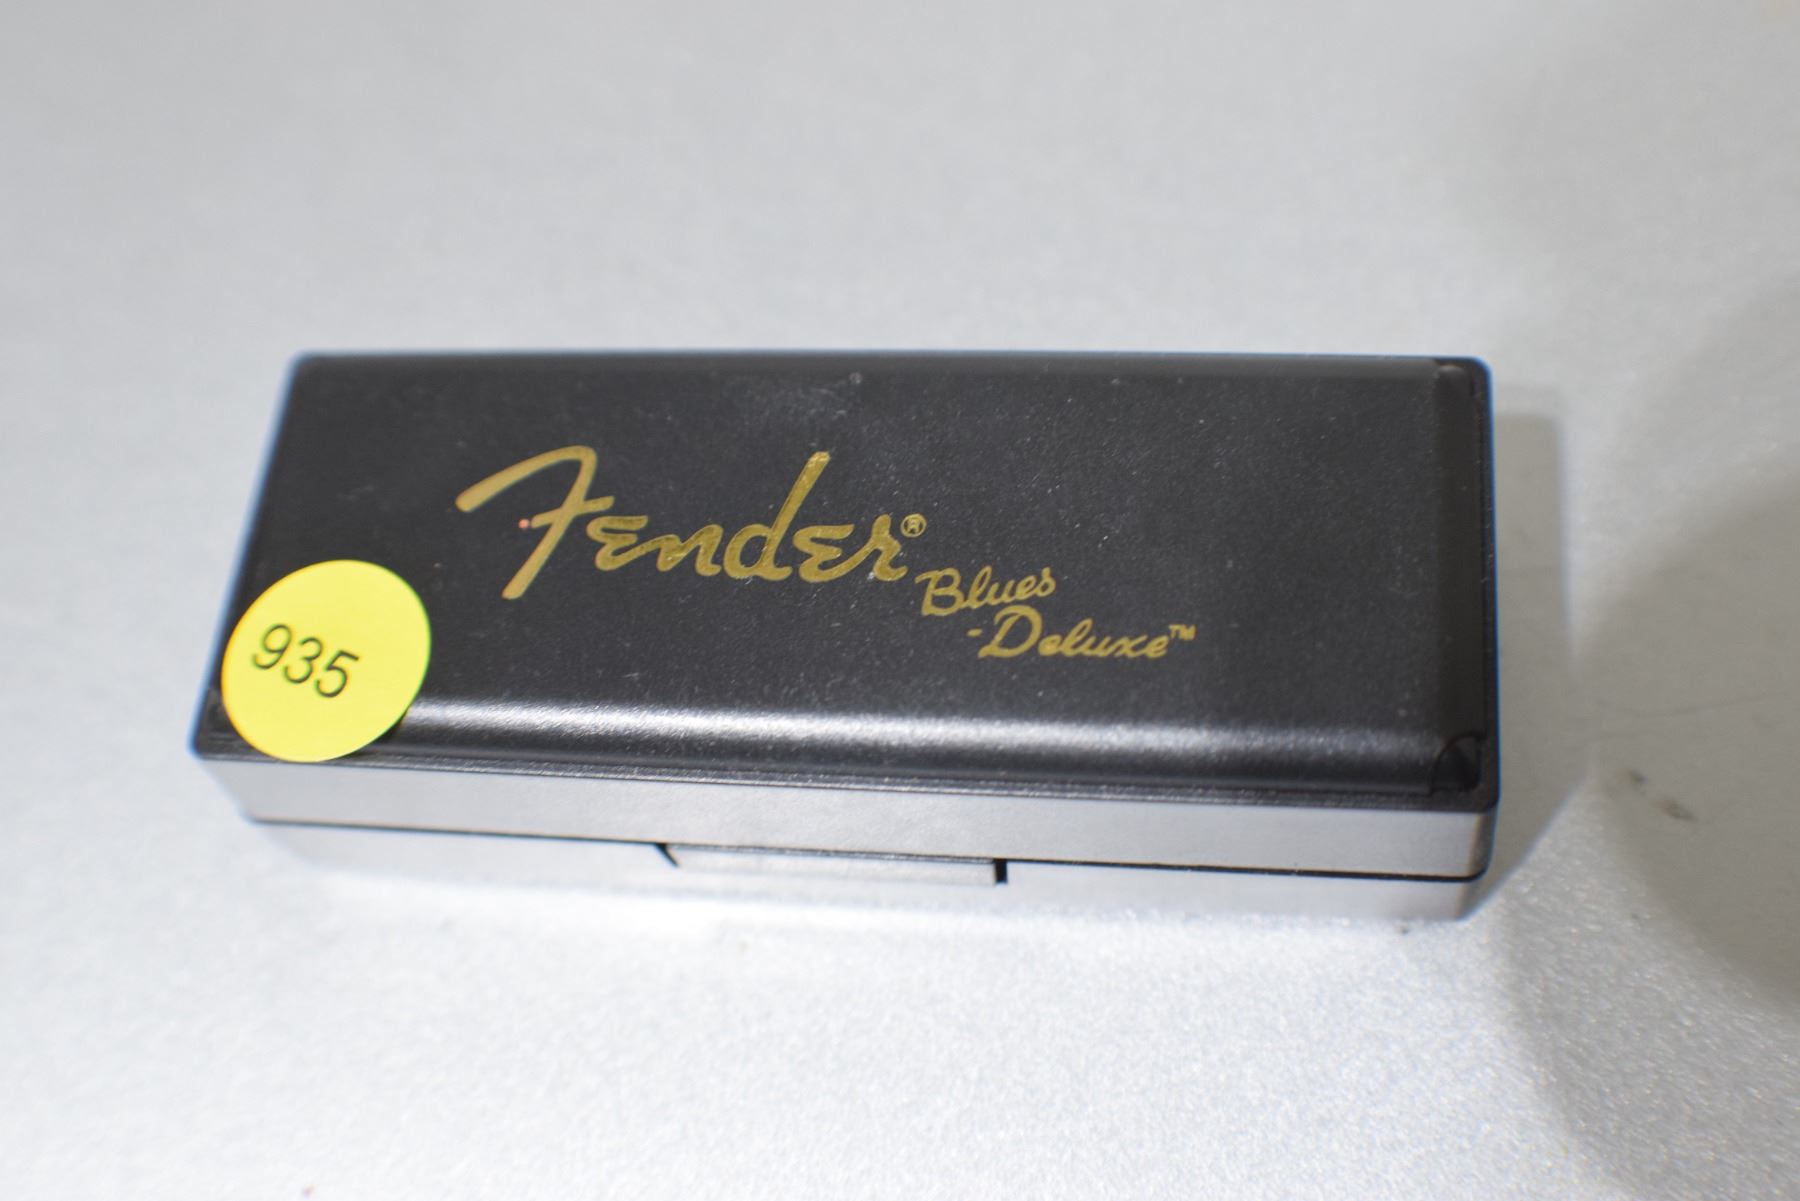 Fender®
Blues
-Deluxe™
935